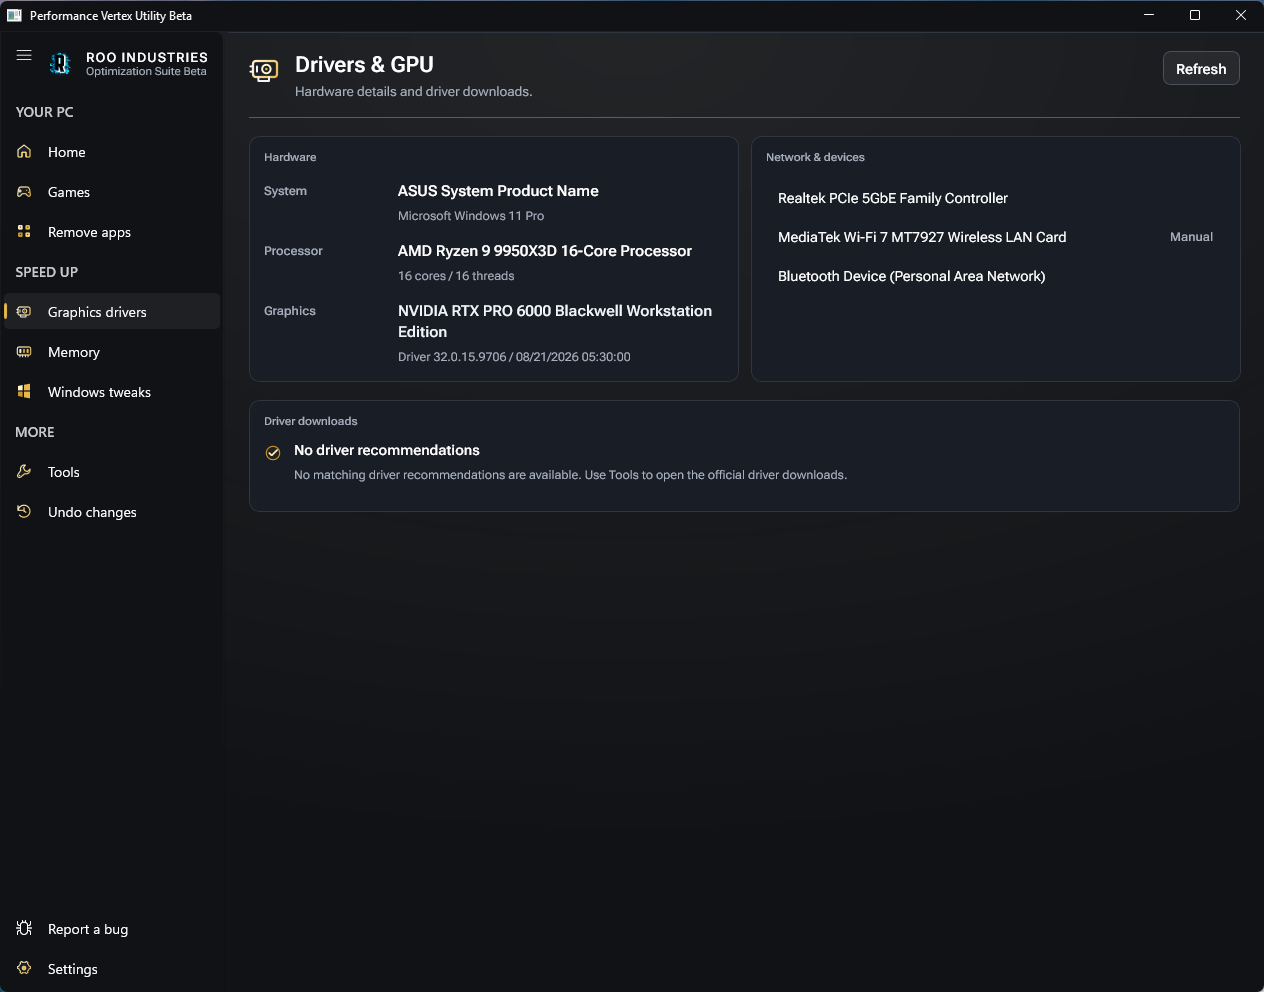 Performance Vertex Utility Beta
ROO INDUSTRIES
Optimization Suite Beta
YOUR PC
Home
Games
Remove apps
SPEED UP
Graphics drivers
Memory
Windows tweaks
MORE
Tools
Undo changes
Report a bug
Settings
Drivers & GPU
Hardware details and driver downloads.
Refresh
Hardware
System
ASUS System Product Name
Microsoft Windows 11 Pro
Processor
AMD Ryzen 9 9950X3D 16-Core Processor
16 cores / 16 threads
Graphics
NVIDIA RTX PRO 6000 Blackwell Workstation
Edition
Driver 32.0.15.9706 / 08/21/2026 05:30:00
Network & devices
Realtek PCIe 5GbE Family Controller
MediaTek Wi-Fi 7 MT7927 Wireless LAN Card
Manual
Bluetooth Device (Personal Area Network)
Driver downloads
No driver recommendations
No matching driver recommendations are available. Use Tools to open the official driver downloads.